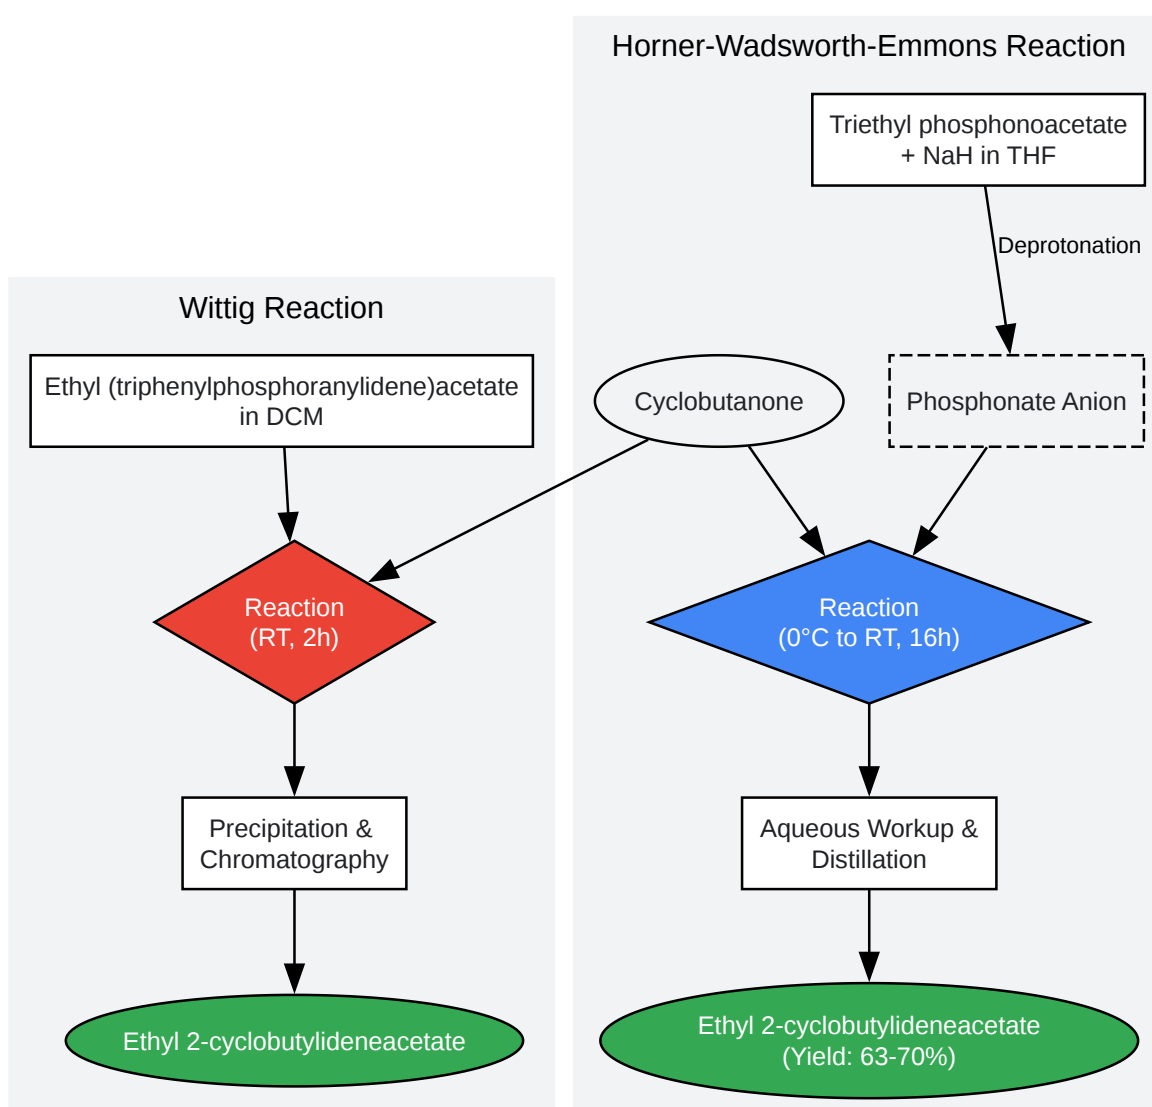 Horner-Wadsworth-Emmons Reaction
Triethyl phosphonoacetate
+ NaH in THF
Deprotonation
Wittig Reaction
Ethyl (triphenylphosphoranylidene)acetate
in DCM
Cyclobutanone
Phosphonate Anion
Reaction
(RT, 2h)
Reaction
(0°C to RT, 16h)
Precipitation &
Chromatography
Aqueous Workup &
Distillation
Ethyl 2-cyclobutylideneacetate
Ethyl 2-cyclobutylideneacetate
(Yield: 63-70%)